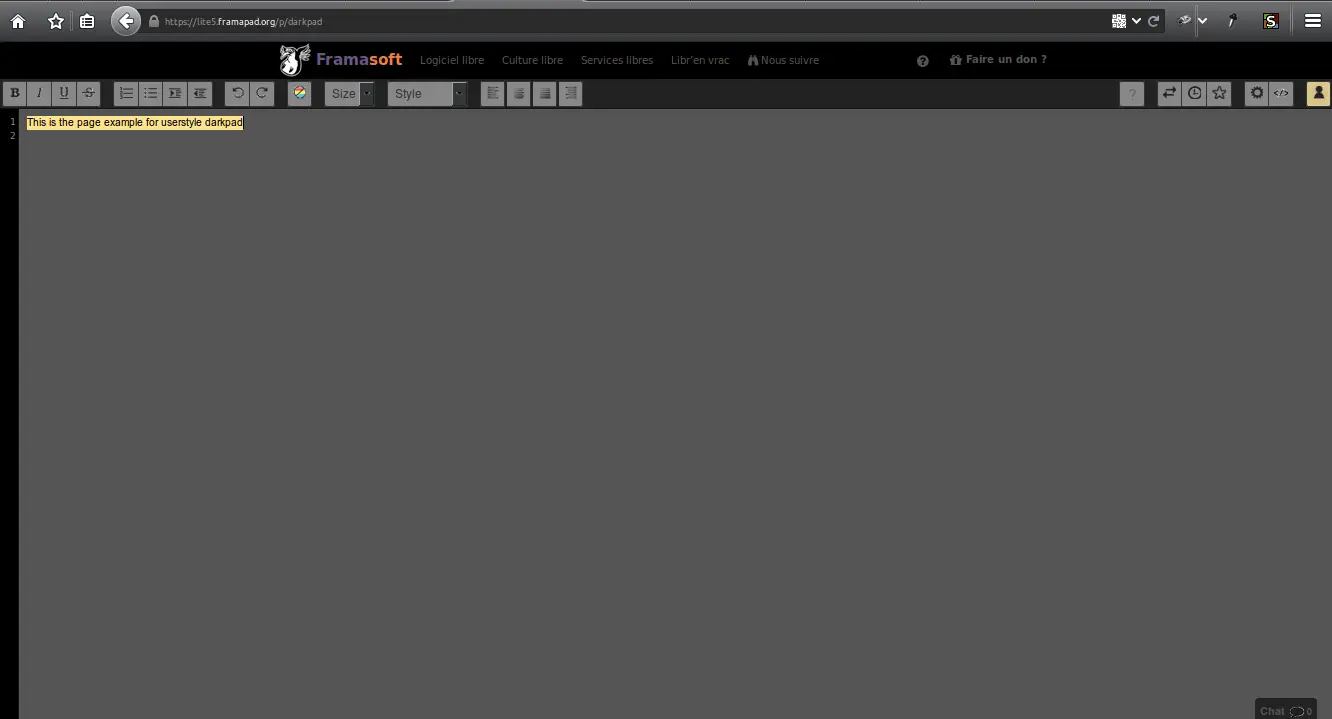 https://lite5.framapad.org/p/darkpad
S
Framasoft Logiciel libre Culture libre Services libres Libr'en vrac Nous suivre ? Faire un don ?
B I U S Size Style ? </>
1 This is the page example for userstyle darkpad
2
Chat 0